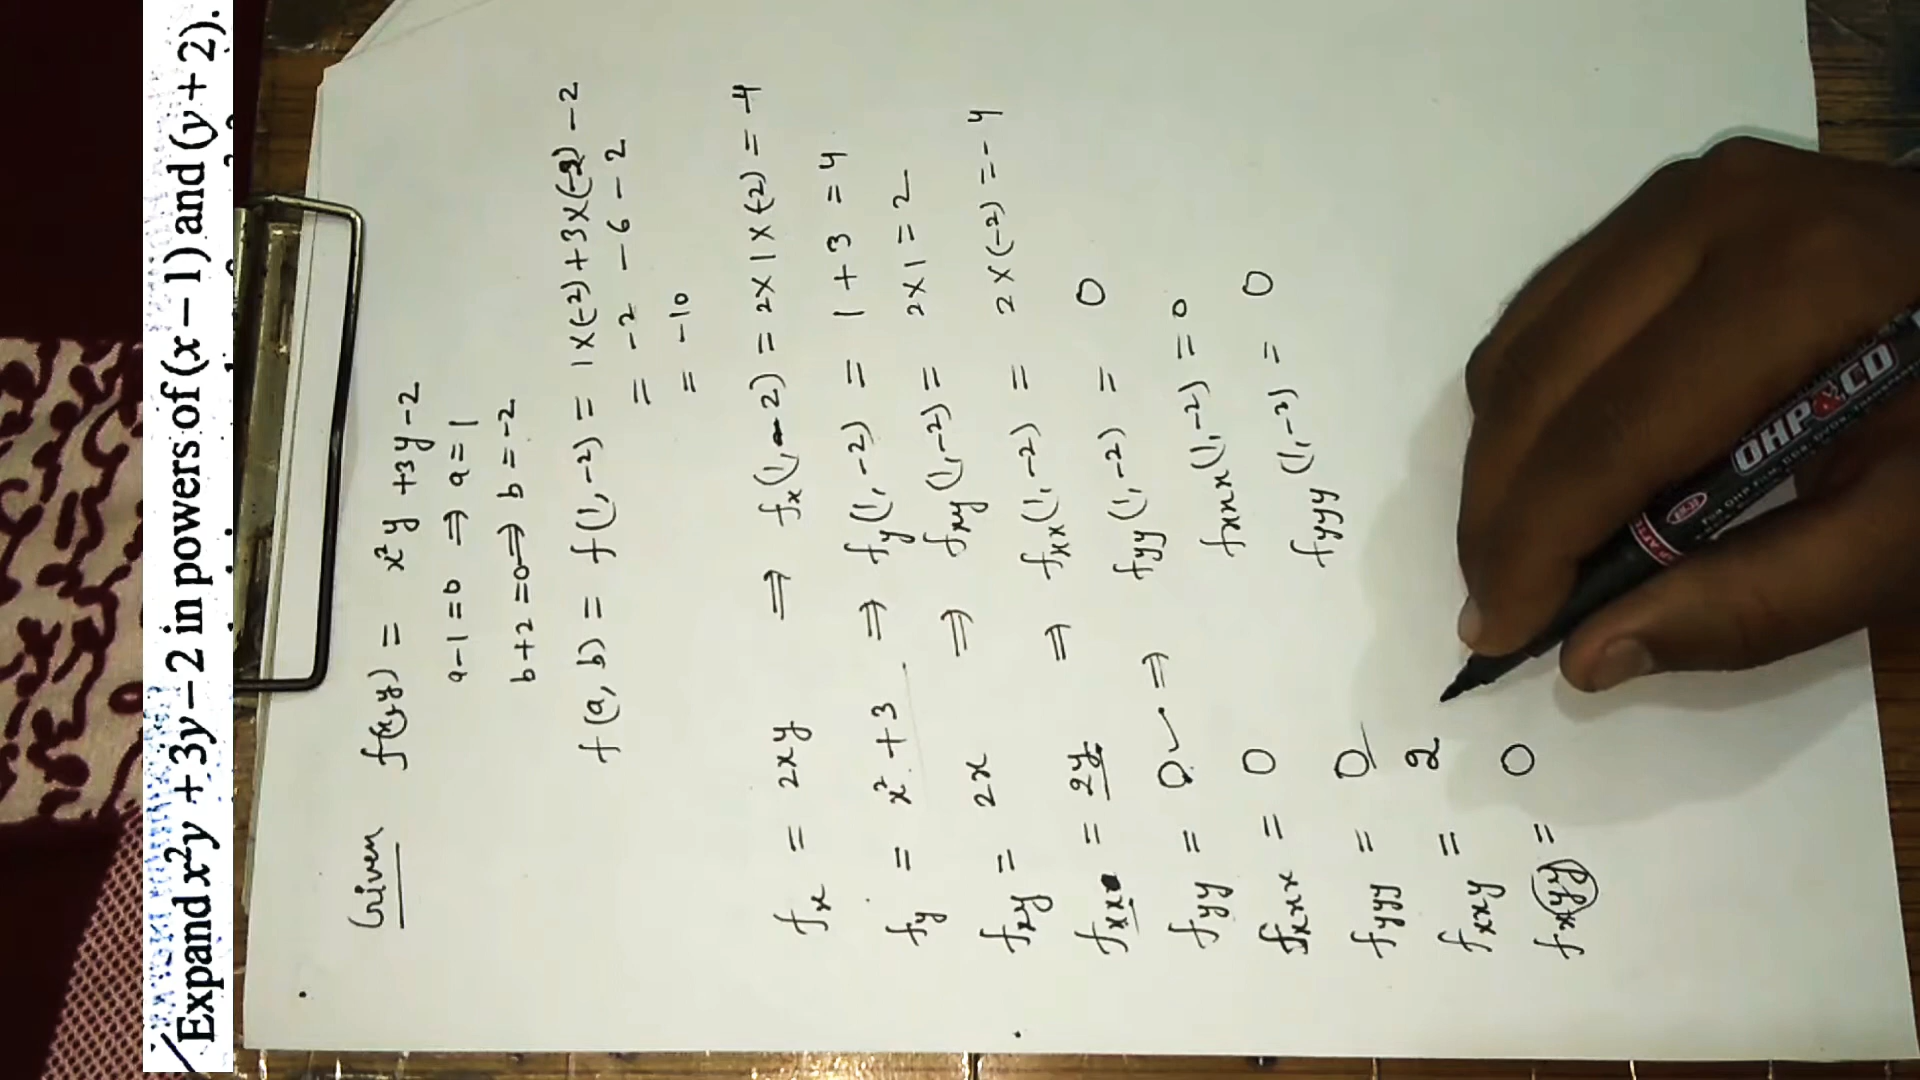 Expand x²y + 3y – 2 in powers of (x – 1) and (y + 2).
Given f(x,y) = x²y +3y -2
a-1=0 ⇒ a=1
b+2=0 ⇒ b=-2
f(a,b) = f(1,-2) = 1×(-2)+3×(-2) -2
= -2 -6 -2
= -10
fx = 2xy ⇒ fx(1,-2) = 2×1×(-2) = -4
fy = x²+3 ⇒ fy(1,-2) = 1+3 = 4
fxy = 2x ⇒ fxy(1,-2) = 2×1 = 2
fxx = 2y ⇒ fxx(1,-2) = 2×(-2) = -4
fyy = 0 ⇒ fyy(1,-2) = 0
fxxx = 0 fxxx(1,-2) = 0
fyyy = 0 fyyy(1,-2) = 0
fxxy = 2
fxyy = 0
OHP&CD